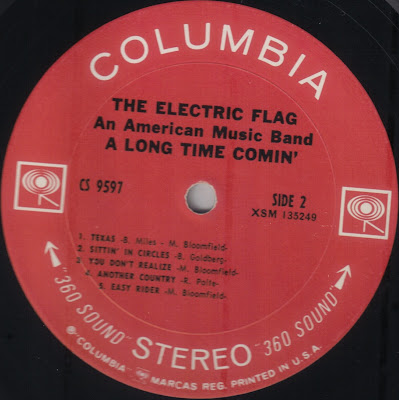 COLUMBIA
THE ELECTRIC FLAG
An American Music Band
A LONG TIME COMIN'
CS 9597
SIDE 2
XSM 135249
1. TEXAS -B. Miles - M. Bloomfield-
2. SITTIN' IN CIRCLES -B. Goldberg-
3. YOU DON'T REALIZE -M. Bloomfield-
4. ANOTHER COUNTRY -R. Polte-
5. EASY RIDER -M. Bloomfield-
"360 SOUND" STEREO "360 SOUND"
© COLUMBIA MARCAS REG. PRINTED IN U.S.A.